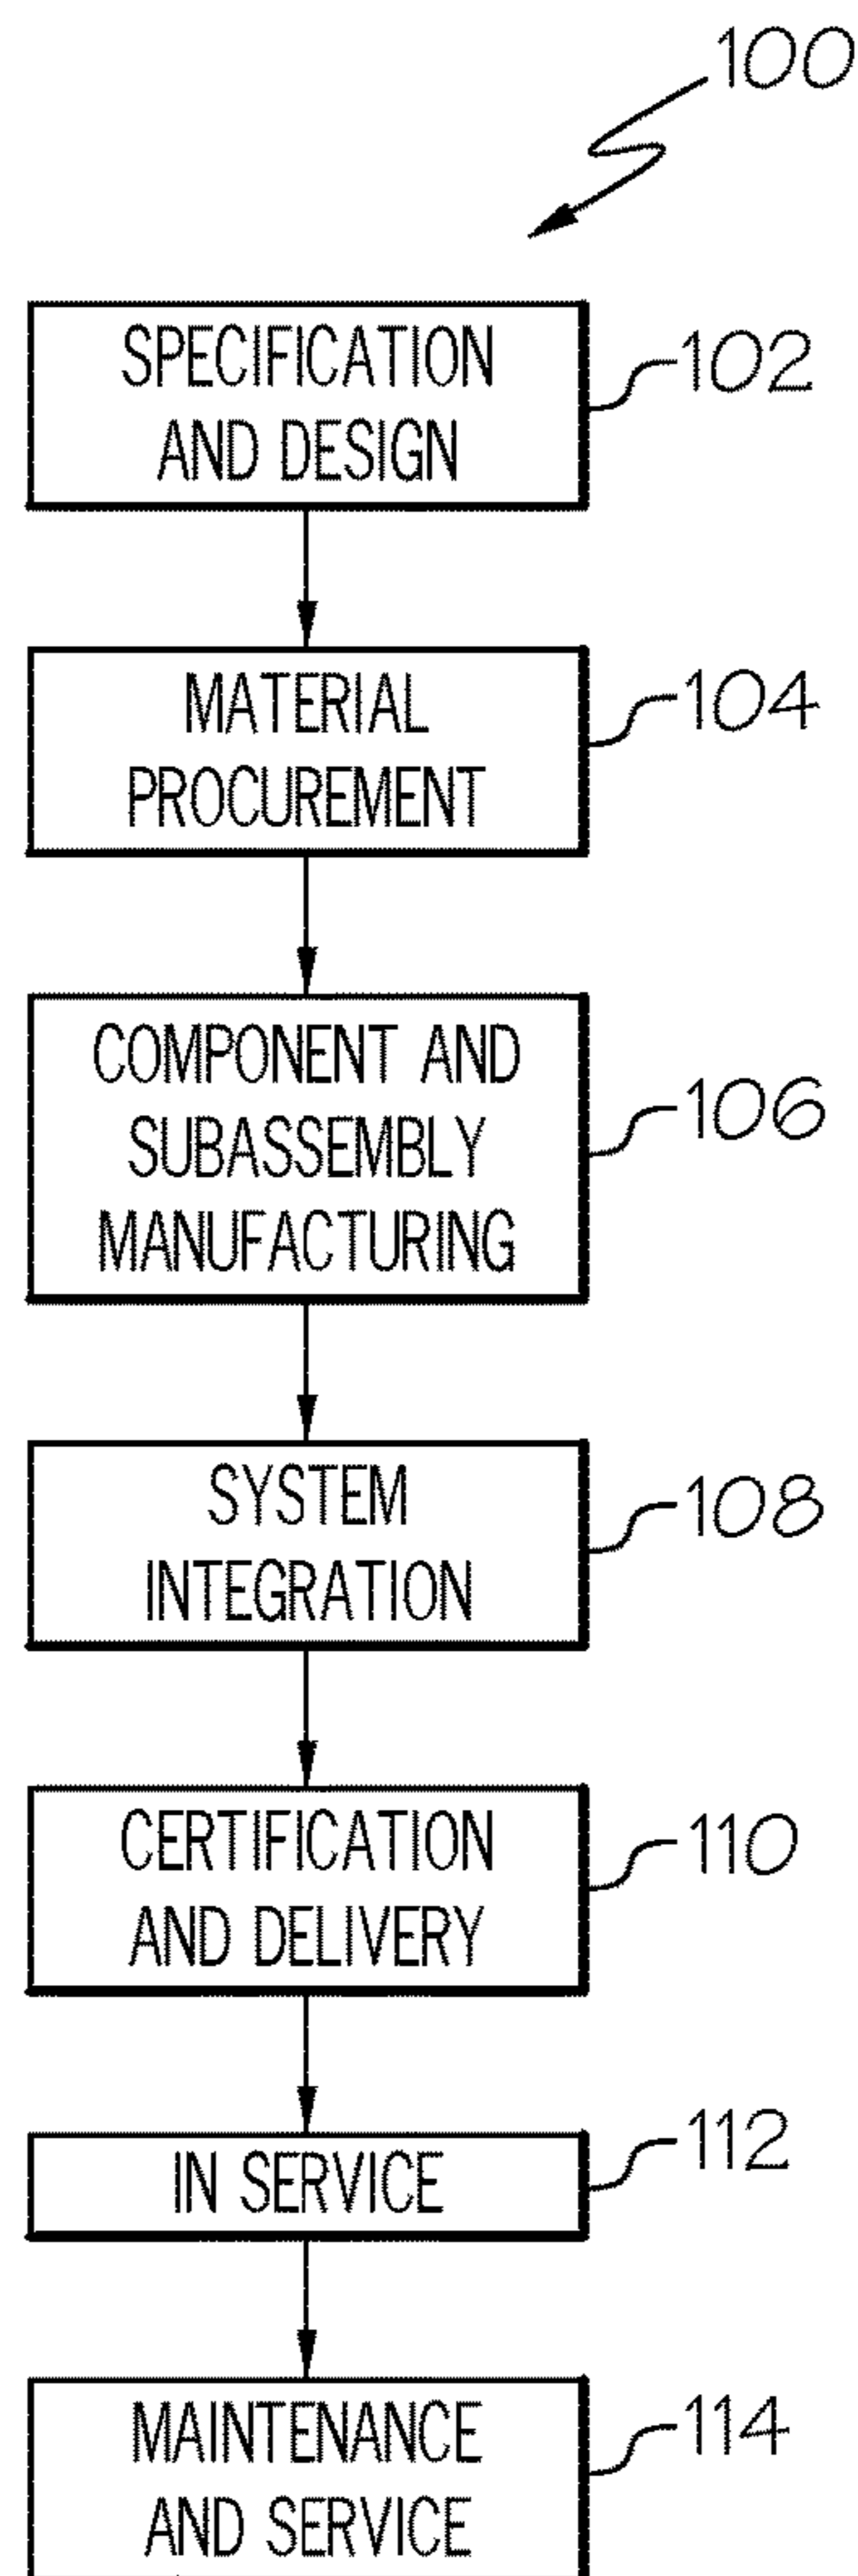 100
SPECIFICATION
AND DESIGN
102
MATERIAL
PROCUREMENT
104
COMPONENT AND
SUBASSEMBLY
MANUFACTURING
106
SYSTEM
INTEGRATION
108
CERTIFICATION
AND DELIVERY
110
IN SERVICE
112
MAINTENANCE
AND SERVICE
114